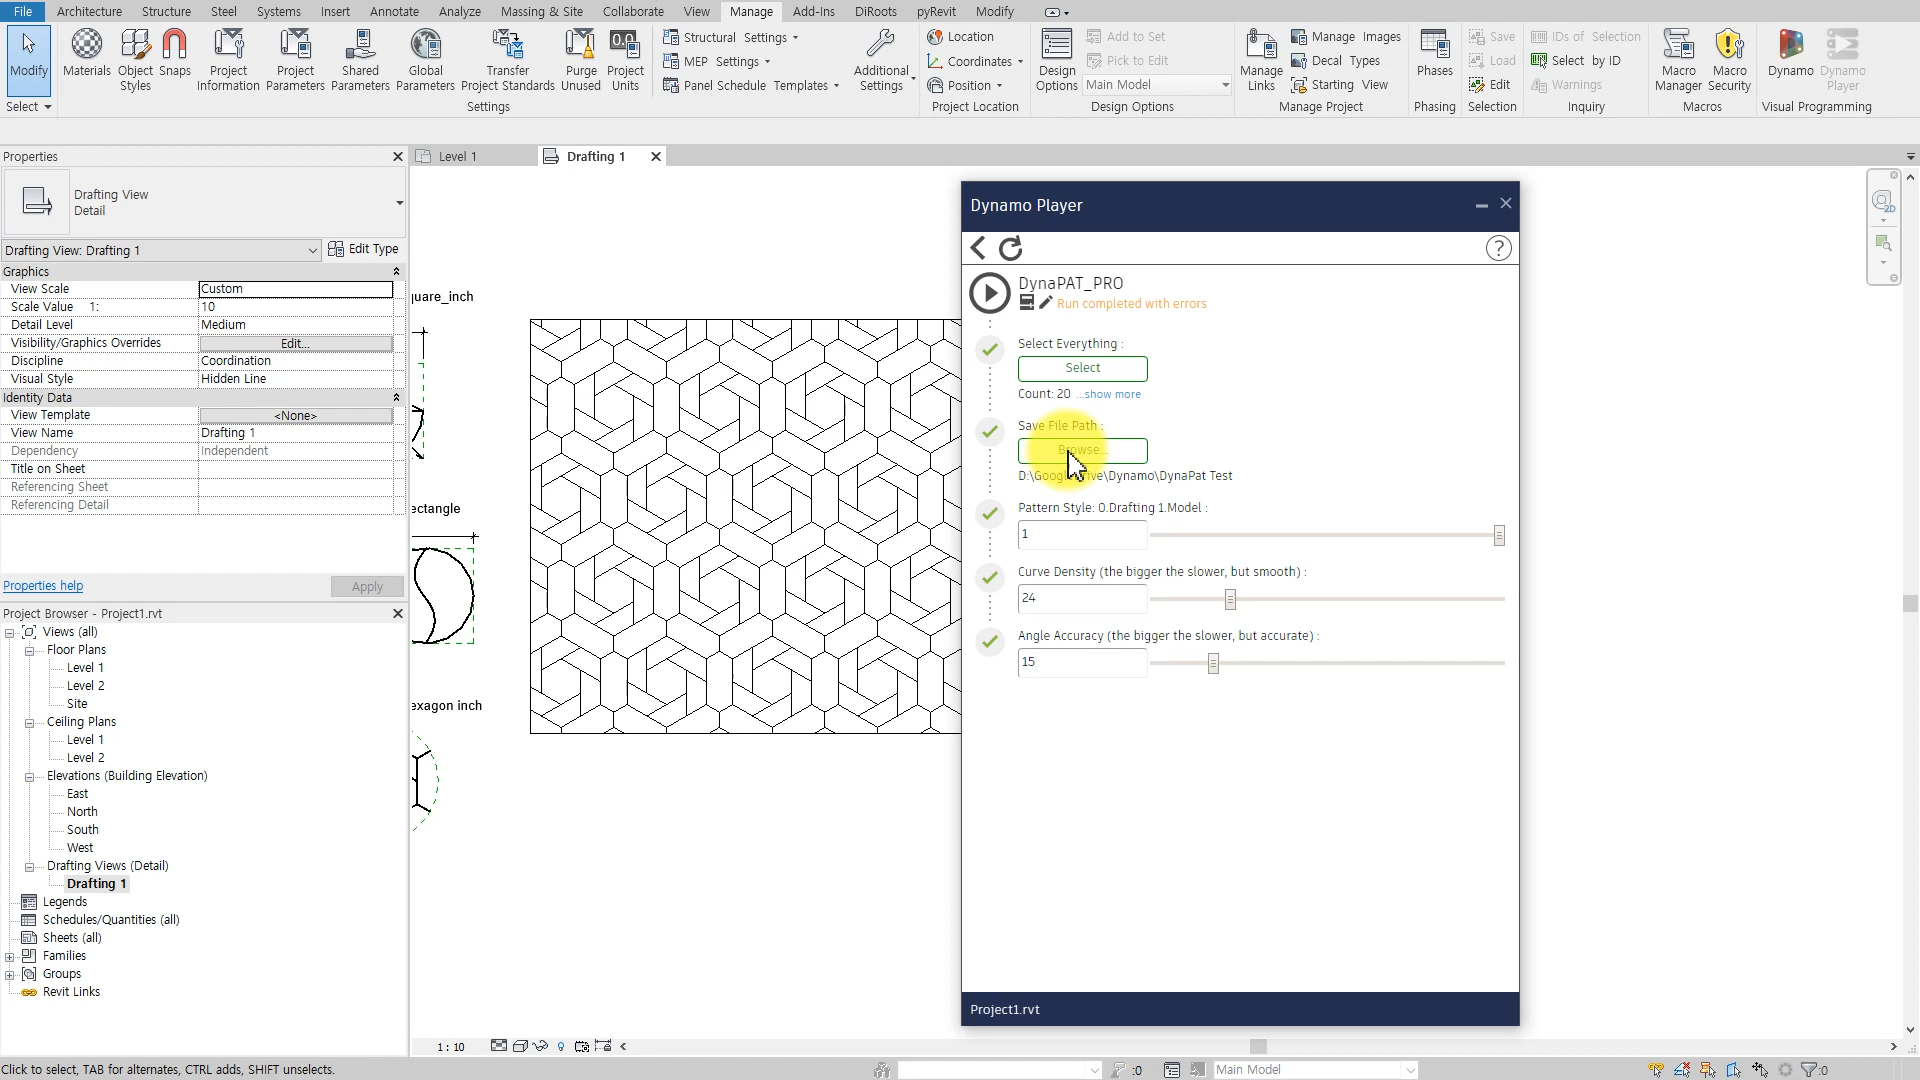 File Architecture Structure Steel Systems Insert Annotate Analyze Massing & Site Collaborate View Manage Add-Ins DiRoots pyRevit Modify
Modify
Select
Materials
Object Styles
Snaps
Project Information
Project Parameters
Shared Parameters
Global Parameters
Transfer Project Standards
Purge Unused
Project Units
Structural Settings
MEP Settings
Panel Schedule Templates
Additional Settings
Settings
Location
Coordinates
Position
Project Location
Design Options
Add to Set
Pick to Edit
Main Model
Design Options
Manage Links
Manage Images
Decal Types
Starting View
Manage Project
Phases
Phasing
Save
Load
Edit
Selection
IDs of Selection
Select by ID
Warnings
Inquiry
Macro Manager
Macro Security
Macros
Dynamo
Dynamo Player
Visual Programming
Properties
Drafting View
Detail
Drafting View: Drafting 1
Edit Type
Graphics
View Scale Custom
Scale Value 1: 10
Detail Level Medium
Visibility/Graphics Overrides Edit...
Discipline Coordination
Visual Style Hidden Line
Identity Data
View Template <None>
View Name Drafting 1
Dependency Independent
Title on Sheet
Referencing Sheet
Referencing Detail
Properties help
Apply
Project Browser - Project1.rvt
Views (all)
Floor Plans
Level 1
Level 2
Site
Ceiling Plans
Level 1
Level 2
Elevations (Building Elevation)
East
North
South
West
Drafting Views (Detail)
Drafting 1
Legends
Schedules/Quantities (all)
Sheets (all)
Families
Groups
Revit Links
Level 1
Drafting 1
uare_inch
ectangle
exagon inch
Dynamo Player
DynaPAT_PRO
Run completed with errors
Select Everything :
Select
Count: 20 ...show more
Save File Path :
Browse...
D:\Google Drive\Dynamo\DynaPat Test
Pattern Style: 0.Drafting 1.Model :
1
Curve Density (the bigger the slower, but smooth) :
24
Angle Accuracy (the bigger the slower, but accurate) :
15
Project1.rvt
2D
1 : 10
Click to select, TAB for alternates, CTRL adds, SHIFT unselects.
:0
Main Model
:0